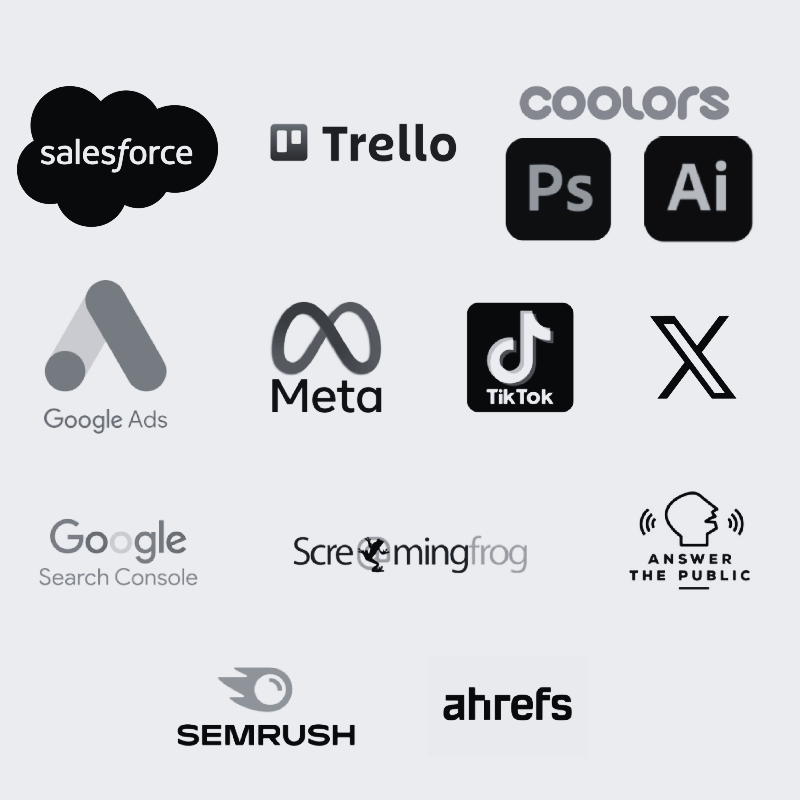 salesforce
Trello
coolors
Ps
Ai
Google Ads
Meta
TikTok
X
Google
Search Console
Screamingfrog
ANSWER
THE PUBLIC
SEMRUSH
ahrefs